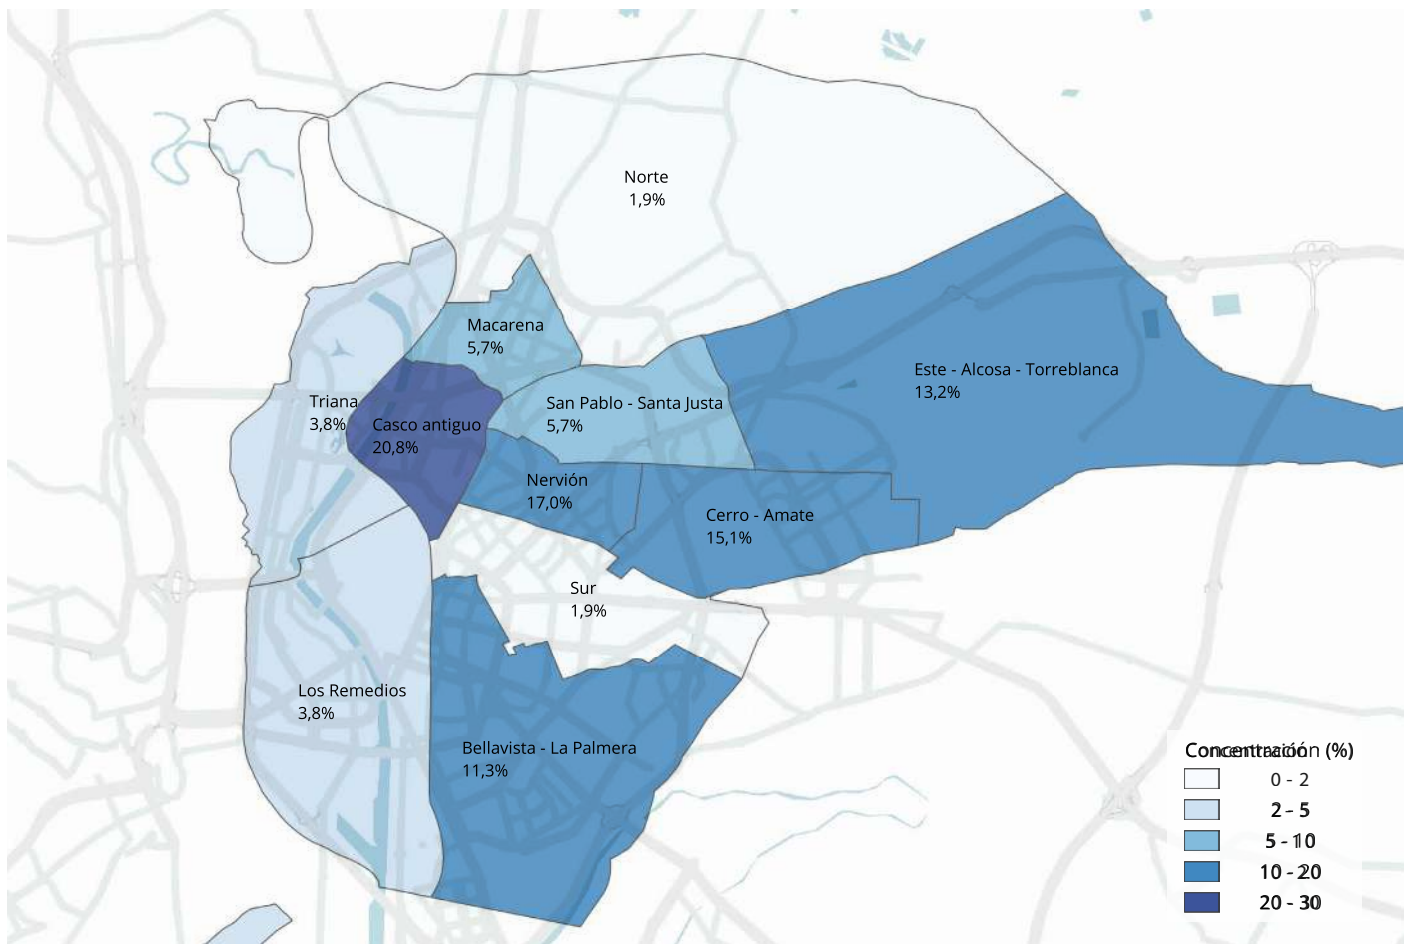 Norte
1,9%
Macarena
5,7%
Este - Alcosa - Torreblanca
13,2%
Triana
3,8%
San Pablo - Santa Justa
5,7%
Casco antiguo
20,8%
Nervión
17,0%
Cerro - Amate
15,1%
Sur
1,9%
Los Remedios
3,8%
Bellavista - La Palmera
11,3%
Concentración (%)
0 - 2
2 - 5
5 - 10
10 - 20
20 - 30